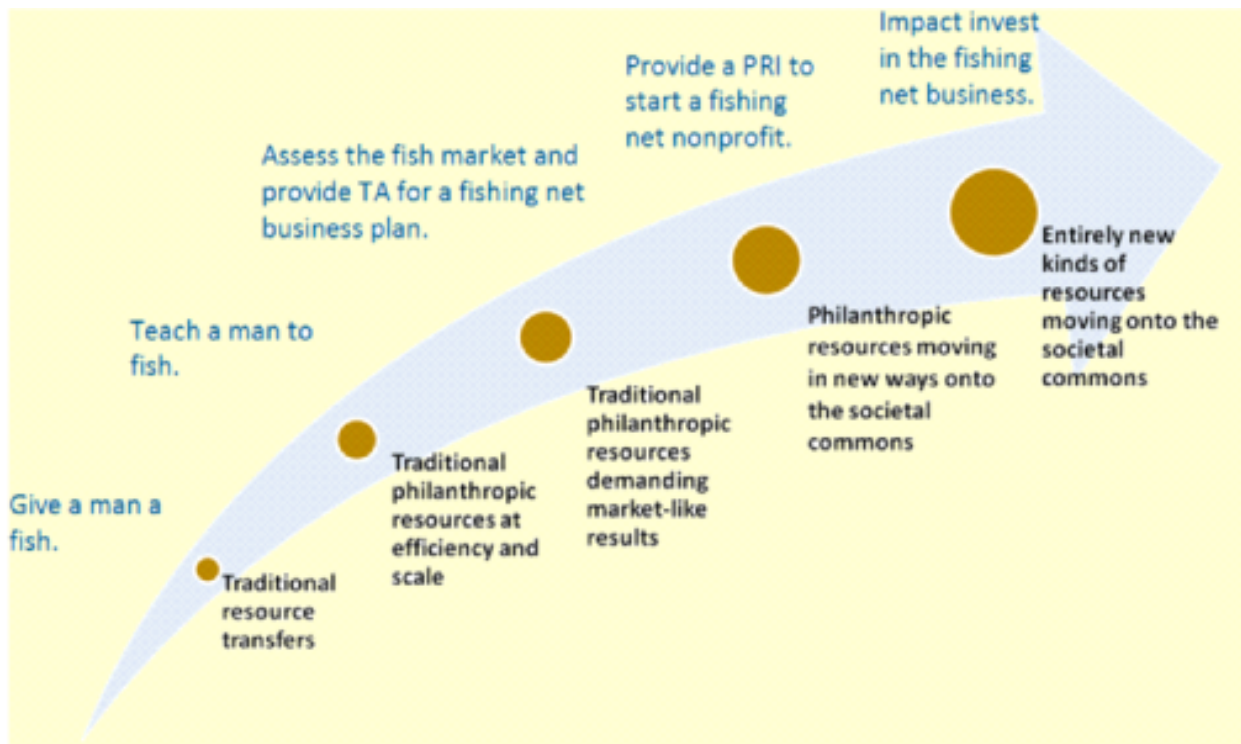 Impact invest
in the fishing
net business.
Provide a PRI to
start a fishing
net nonprofit.
Assess the fish market and
provide TA for a fishing net
business plan.
Teach a man to
fish.
Give a man a
fish.
Traditional
resource
transfers
Traditional
philanthropic
resources at
efficiency and
scale
Traditional
philanthropic
resources
demanding
market-like
results
Philanthropic
resources moving
in new ways onto
the societal
commons
Entirely new
kinds of
resources
moving onto the
societal
commons